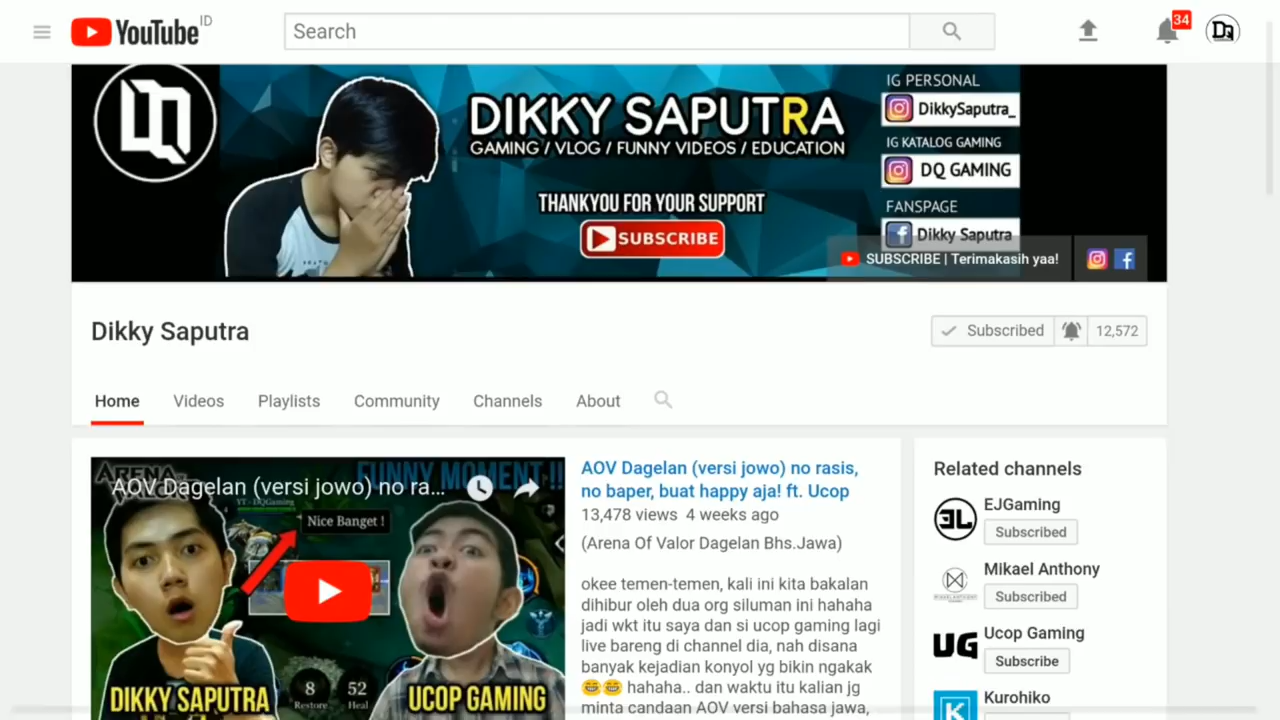 YouTube ID
Search
34
DQ
DQ
DIKKY SAPUTRA
GAMING / VLOG / FUNNY VIDEOS / EDUCATION
THANKYOU FOR YOUR SUPPORT
SUBSCRIBE
IG PERSONAL
DikkySaputra_
IG KATALOG GAMING
DQ GAMING
FANSPAGE
Dikky Saputra
SUBSCRIBE | Terimakasih yaa!
Dikky Saputra
Subscribed
12,572
Home
Videos
Playlists
Community
Channels
About
ARENA
FUNNY MOMENT !!
AOV Dagelan (versi jowo) no ra...
YT - DQGaming
Nice Banget !
8
Restore
52
Heal
DIKKY SAPUTRA
UCOP GAMING
AOV Dagelan (versi jowo) no rasis,
no baper, buat happy aja! ft. Ucop
13,478 views 4 weeks ago
(Arena Of Valor Dagelan Bhs.Jawa)
okee temen-temen, kali ini kita bakalan
dihibur oleh dua org siluman ini hahaha
jadi wkt itu saya dan si ucop gaming lagi
live bareng di channel dia, nah disana
banyak kejadian konyol yg bikin ngakak
😂😂 hahaha.. dan waktu itu kalian jg
minta candaan AOV versi bahasa jawa,
Related channels
EJGaming
Subscribed
Mikael Anthony
Subscribed
UG
Ucop Gaming
Subscribe
K
Kurohiko